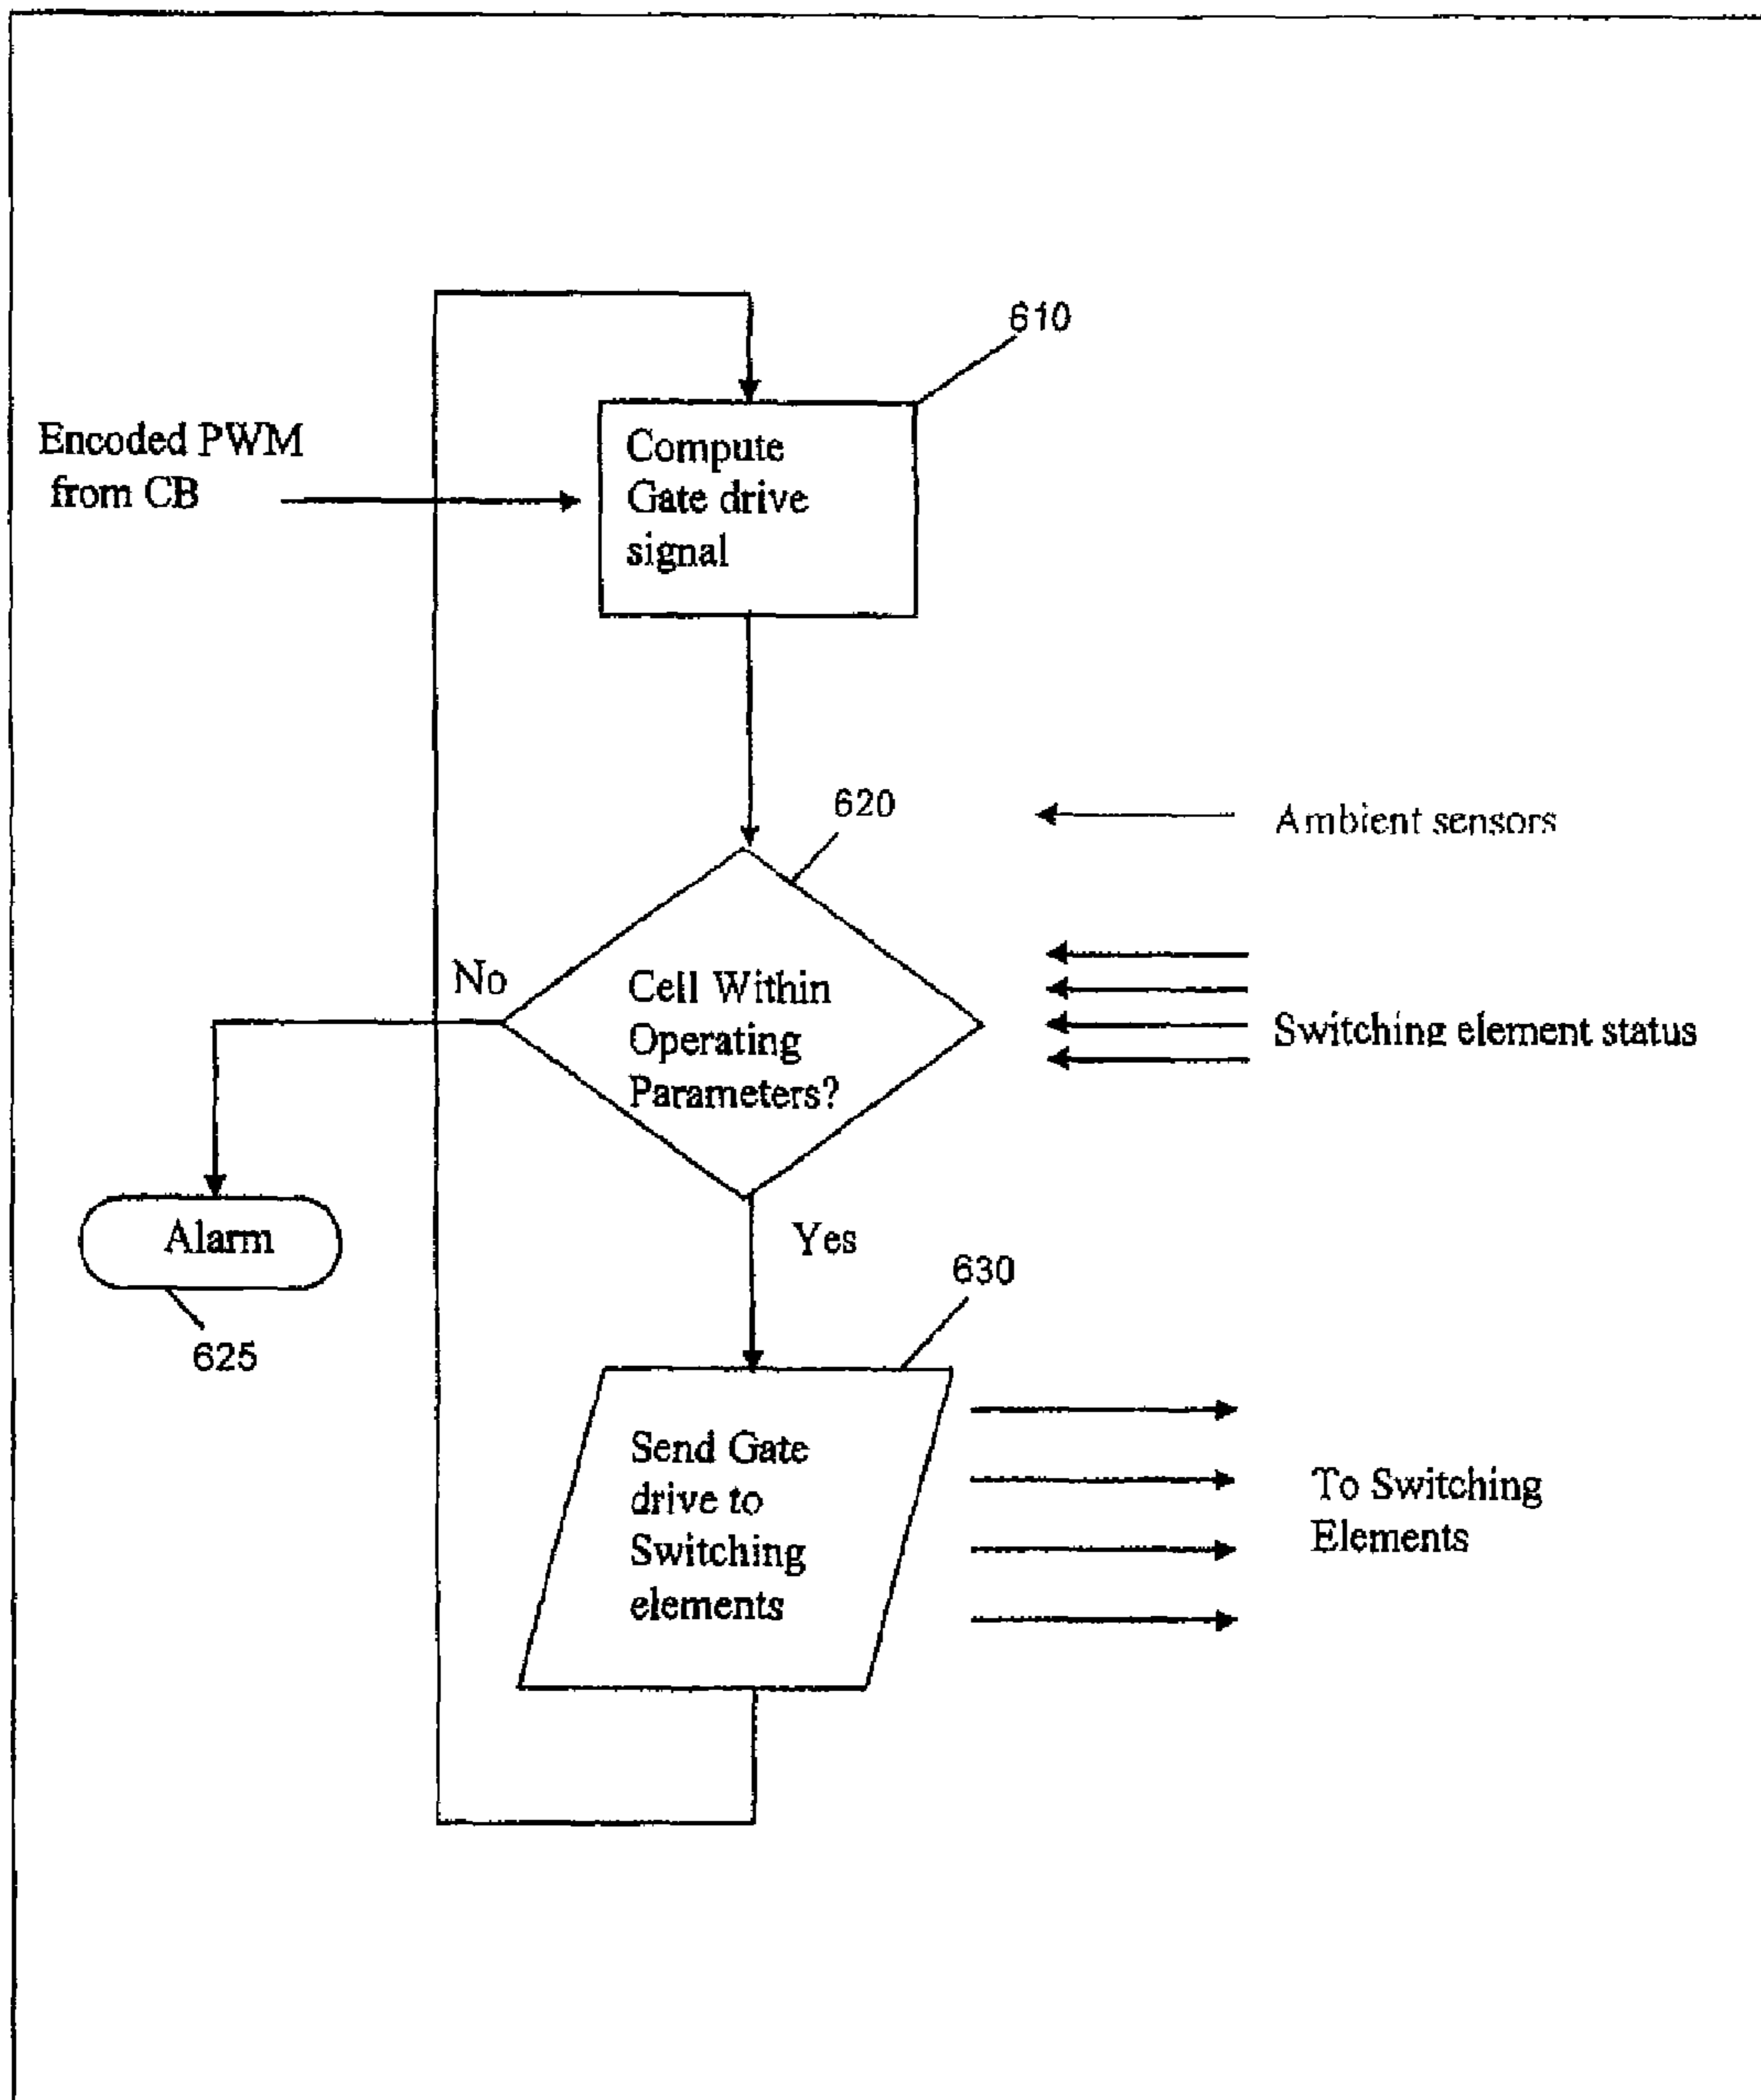 610
Encoded PWM
from CB
Compute
Gate drive
signal
620
Ambient sensors
No
Cell Within
Operating
Parameters?
Switching element status
Alarm
Yes
625
630
Send Gate
drive to
Switching
elements
To Switching
Elements